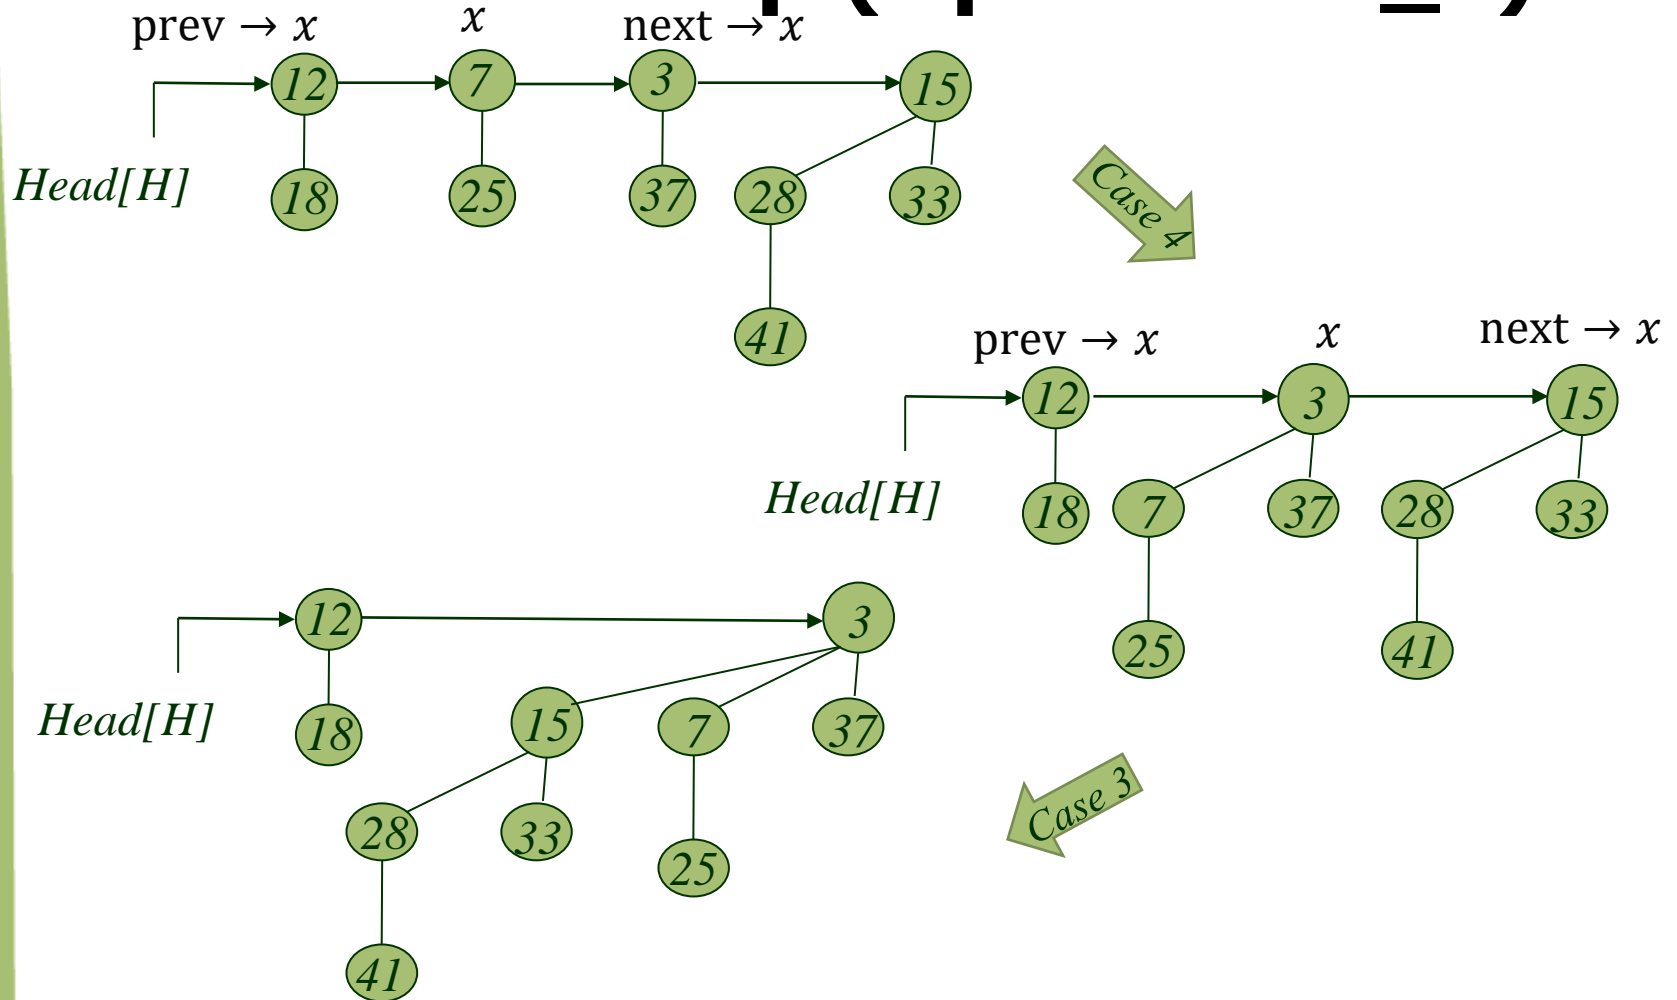 prev → x x next → x
12 7 3 15
Head[H] 18 25 37 28 33
Case 4
41
prev → x x next → x
12 3 15
Head[H] 18 7 37 28 33
25 41
12 3
Head[H] 18 15 7 37
Case 3
28 33 25
41